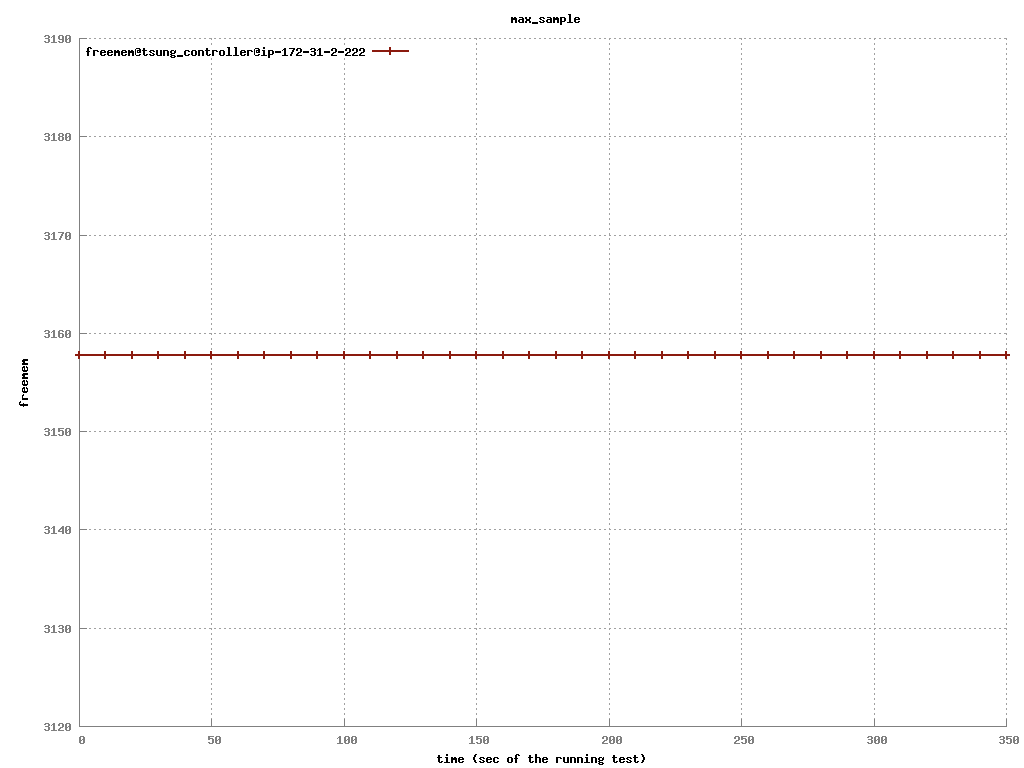 max_sample
freemem@tsung_controller@ip-172-31-2-222
3190
3180
3170
3160
3150
3140
3130
3120
freemem
0 50 100 150 200 250 300 350
time (sec of the running test)